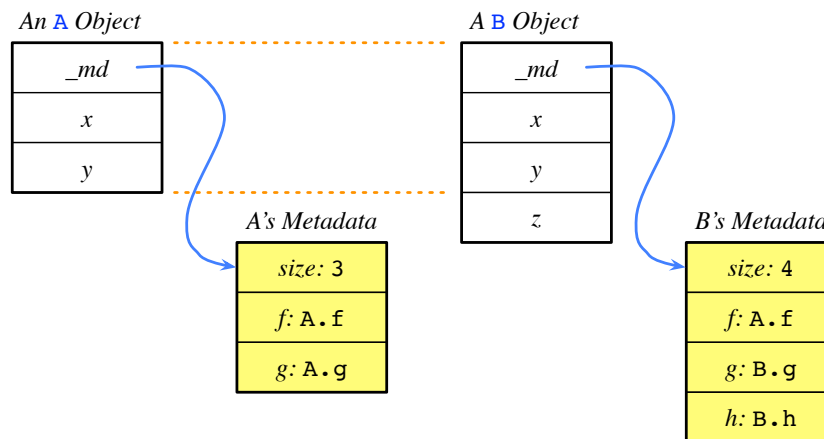 An A Object
_md
x
y
A B Object
_md
x
y
z
A's Metadata
size: 3
f: A.f
g: A.g
B's Metadata
size: 4
f: A.f
g: B.g
h: B.h